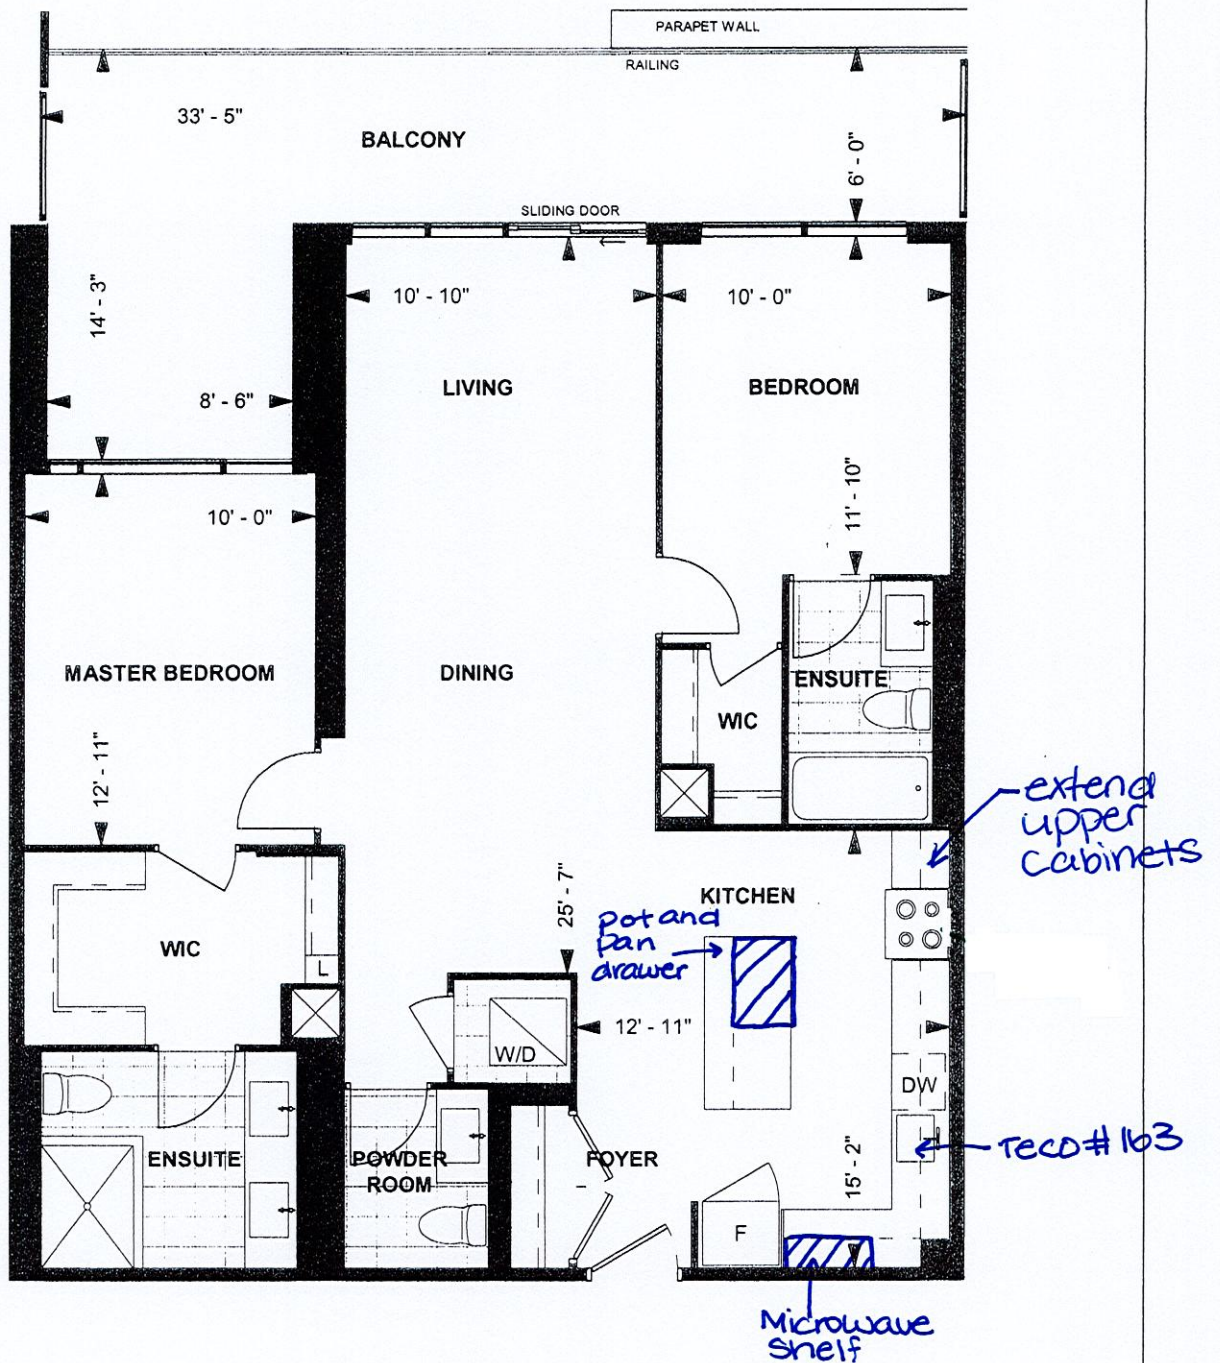 PARAPET WALL
RAILING
33' - 5"
BALCONY
6' - 0"
SLIDING DOOR
14' - 3"
10' - 10"
10' - 0"
LIVING
BEDROOM
8' - 6"
11' - 10"
10' - 0"
MASTER BEDROOM
DINING
ENSUITE
WIC
12' - 11"
extend
upper
cabinets
25' - 7"
KITCHEN
pot and
pan
drawer
WIC
L
12' - 11"
W/D
DW
ENSUITE
POWDER
ROOM
FOYER
15' - 2"
Teco # 163
F
Microwave
shelf